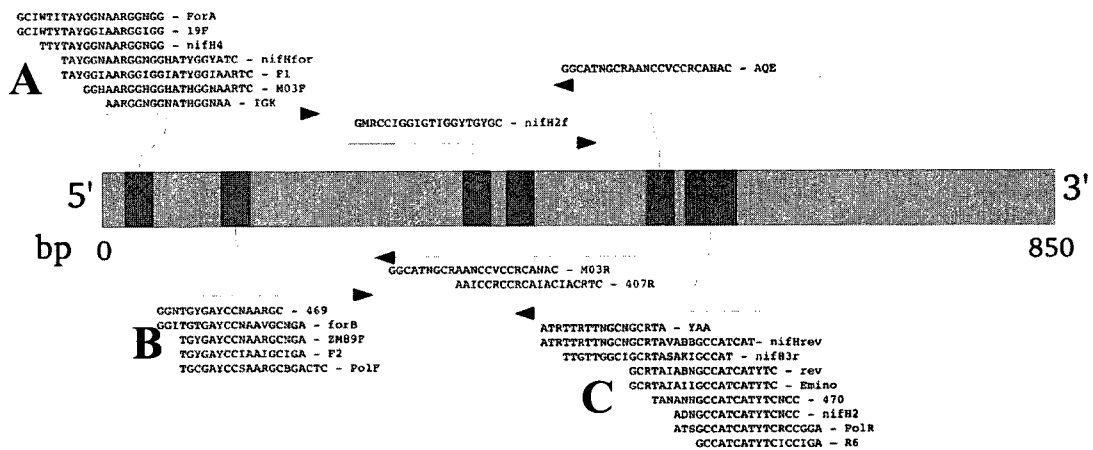 GCIWTITAYGGNAARGGNGG - ForA
GCIWTYTAYGGIAARGGIGG - 19F
TTYTAYGGNAARGGNGG - nifH4
TAYGGNAARGGNGGHATYGGYATC - nifHfor
TAYGGIAARGGIGGIATYGGIAARTC - F1
GGHAARGGHGGHATHGGNAARTC - M03F
AARGGNGGNATHGGNAA - IGK
A
GGCATNGCRAANCCVCCRCANAC - AQE
GMRCCIGGIGTIGGYTGYGC - nifH2f
5'
3'
bp
0
850
GGCATNGCRAANCCVCCRCANAC - M03R
AAICCRCCRCAIACIACRTC - 407R
GGNTGYGAYCCNAARGC - 469
GGITGTGAYCCNAAVGCNGA - forB
TGYGAYCCNAARGCNGA - ZM89F
TGYGAYCCIAAIGCIGA - F2
TGCGAYCCSAARGCBGACTC - PolF
B
ATRTTRTTNGCNGCRTA - YAA
ATRTTRTTNGCNGCRTAVABBGCCATCAT- nifHrev
TTGTTGGCIGCRTASAKIGCCAT - nifH3r
GCRTAIABNGCCATCATYTC - rev
GCRTAIAIIGCCATCATYTC - Emino
TANANNGCCATCATYTCNCC - 470
ADNGCCATCATYTCNCC - nifH2
ATSGCCATCATYTCRCCGGA - PolR
GCCATCATYTCICCIGA - R6
C